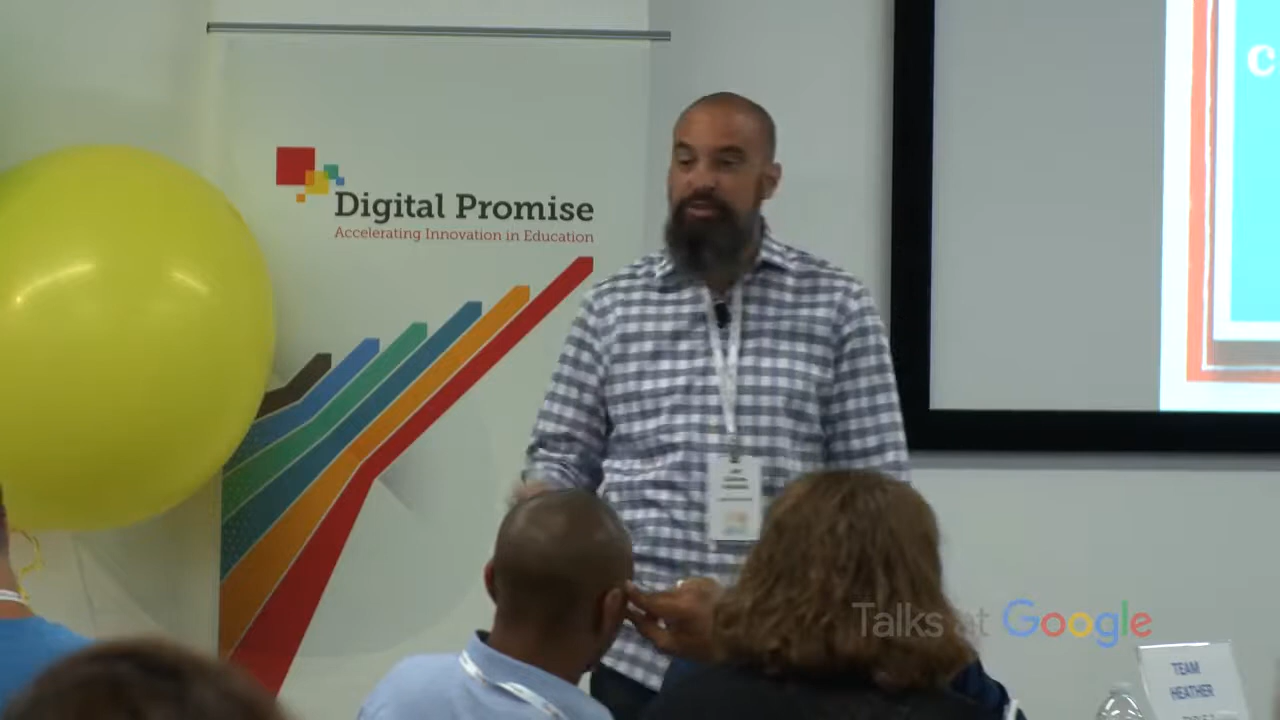 Digital Promise
Accelerating Innovation in Education
c
Talks at Google
TEAM
HEATHER